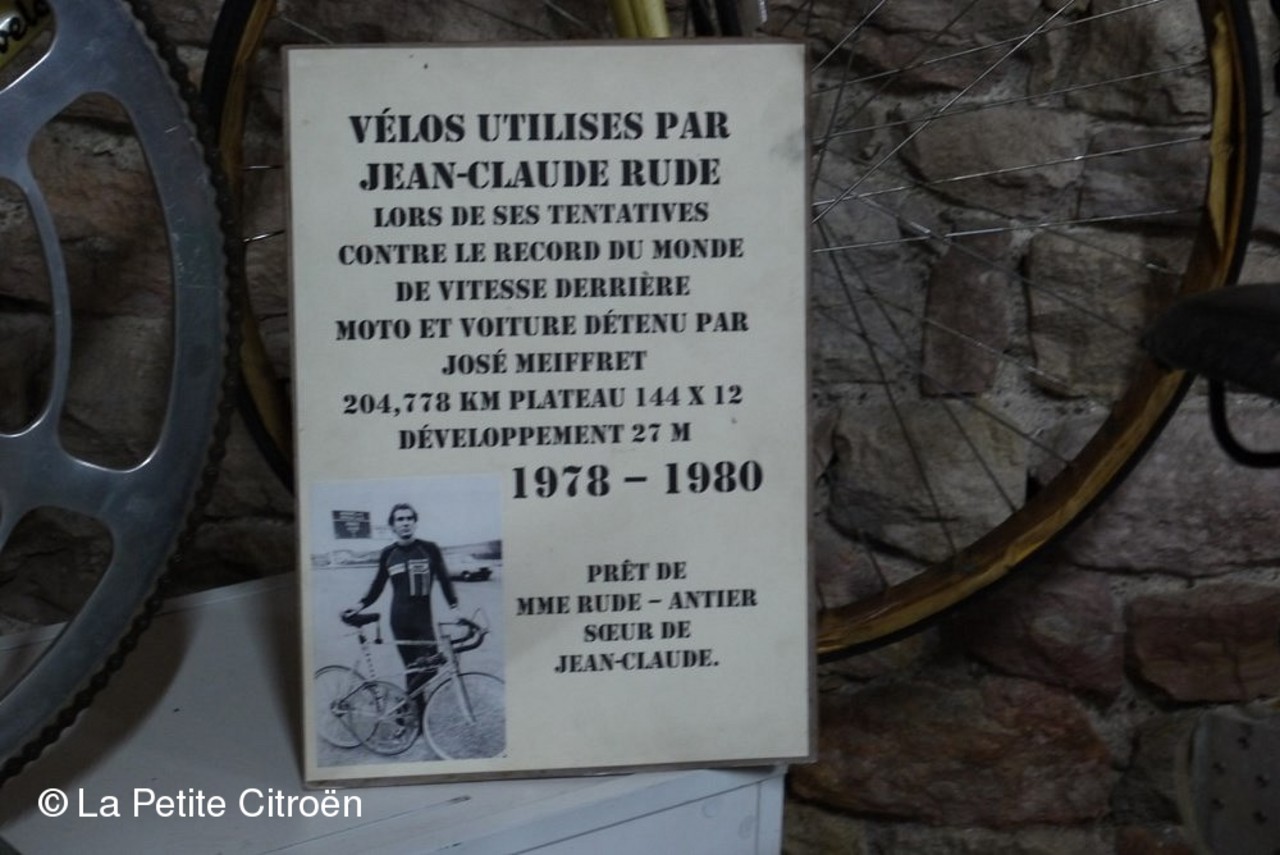 VÉLOS UTILISES PAR
JEAN-CLAUDE RUDE
LORS DE SES TENTATIVES
CONTRE LE RECORD DU MONDE
DE VITESSE DERRIÈRE
MOTO ET VOITURE DÉTENU PAR
JOSÉ MEIFFRET
204,778 KM PLATEAU 144 X 12
DÉVELOPPEMENT 27 M
1978 – 1980
PRÊT DE
MME RUDE – ANTIER
SŒUR DE
JEAN-CLAUDE.
© La Petite Citroën